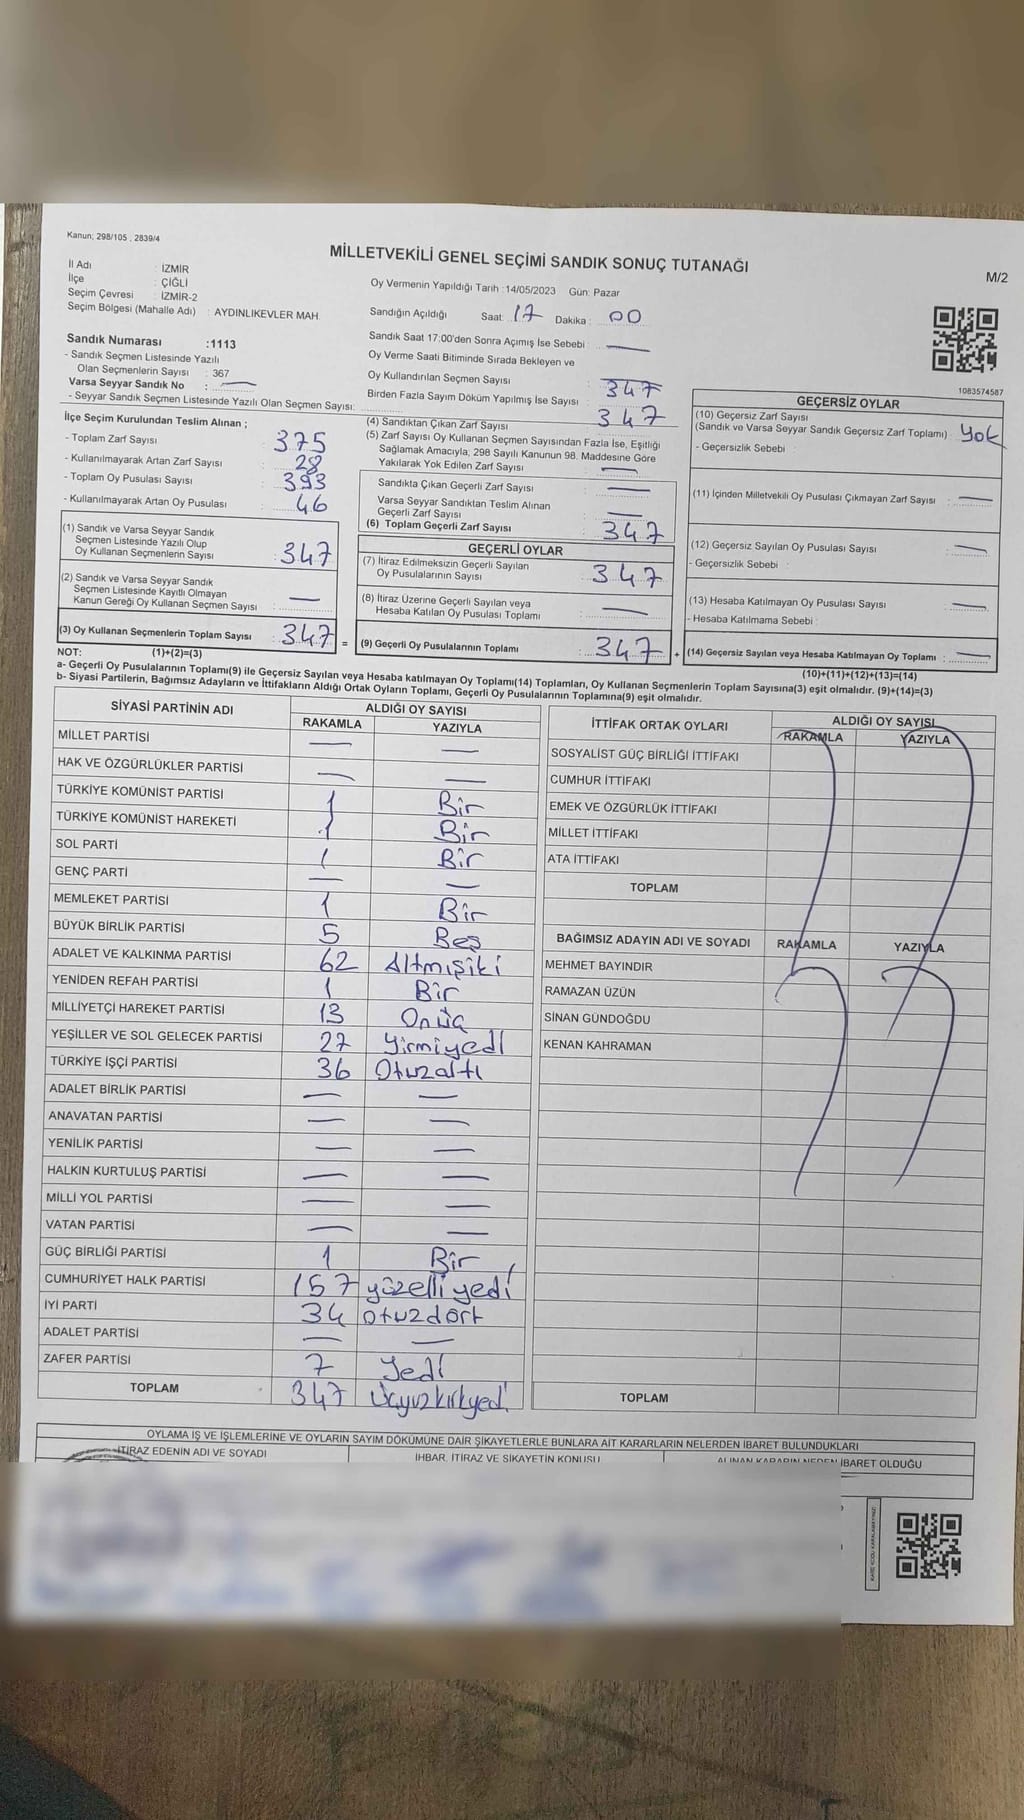 Kanun; 298/105 , 2839/4
MİLLETVEKİLİ GENEL SEÇİMİ SANDIK SONUÇ TUTANAĞI
M/2
İl Adı : İZMİR
İlçe : ÇİĞLİ
Seçim Çevresi : İZMİR-2
Seçim Bölgesi (Mahalle Adı) : AYDINLIKEVLER MAH.
Oy Vermenin Yapıldığı Tarih :14/05/2023 Gün: Pazar
Sandığın Açıldığı Saat: 17 Dakika : 00
Sandık Saat 17:00'den Sonra Açımış İse Sebebi : —
Oy Verme Saati Bitiminde Sırada Bekleyen ve
Oy Kullandırılan Seçmen Sayısı : —
Birden Fazla Sayım Döküm Yapılmış İse Sayısı : 347
Sandık Numarası :1113
- Sandık Seçmen Listesinde Yazılı
Olan Seçmenlerin Sayısı : 367
Varsa Seyyar Sandık No : —
- Seyyar Sandık Seçmen Listesinde Yazılı Olan Seçmen Sayısı:
1083574587
İlçe Seçim Kurulundan Teslim Alınan ;
- Toplam Zarf Sayısı : 375
- Kullanılmayarak Artan Zarf Sayısı : 28
- Toplam Oy Pusulası Sayısı : 393
- Kullanılmayarak Artan Oy Pusulası : 46
(1) Sandık ve Varsa Seyyar Sandık
Seçmen Listesinde Yazılı Olup
Oy Kullanan Seçmenlerin Sayısı : 347
(2) Sandık ve Varsa Seyyar Sandık
Seçmen Listesinde Kayıtlı Olmayan
Kanun Gereği Oy Kullanan Seçmen Sayısı : —
(3) Oy Kullanan Seçmenlerin Toplam Sayısı : 347 =
(4) Sandıktan Çıkan Zarf Sayısı : 347
(5) Zarf Sayısı Oy Kullanan Seçmen Sayısından Fazla İse, Eşitliği
Sağlamak Amacıyla, 298 Sayılı Kanunun 98. Maddesine Göre
Yakılarak Yok Edilen Zarf Sayısı : —
Sandıkta Çıkan Geçerli Zarf Sayısı : —
Varsa Seyyar Sandıktan Teslim Alınan
Geçerli Zarf Sayısı : —
(6) Toplam Geçerli Zarf Sayısı : 347
GEÇERLİ OYLAR
(7) İtiraz Edilmeksizin Geçerli Sayılan
Oy Pusulalarının Sayısı : 347
(8) İtiraz Üzerine Geçerli Sayılan veya
Hesaba Katılan Oy Pusulası Toplamı : —
(9) Geçerli Oy Pusulalarının Toplamı : 347 +
GEÇERSİZ OYLAR
(10) Geçersiz Zarf Sayısı
(Sandık ve Varsa Seyyar Sandık Geçersiz Zarf Toplamı) : Yok
- Geçersizlik Sebebi :
(11) İçinden Milletvekili Oy Pusulası Çıkmayan Zarf Sayısı : —
(12) Geçersiz Sayılan Oy Pusulası Sayısı : —
- Geçersizlik Sebebi :
(13) Hesaba Katılmayan Oy Pusulası Sayısı : —
- Hesaba Katılmama Sebebi :
(14) Geçersiz Sayılan veya Hesaba Katılmayan Oy Toplamı : —
NOT: (1)+(2)=(3)
(10)+(11)+(12)+(13)=(14)
a- Geçerli Oy Pusulalarının Toplamı(9) ile Geçersiz Sayılan veya Hesaba katılmayan Oy Toplamı(14) Toplamları, Oy Kullanan Seçmenlerin Toplam Sayısına(3) eşit olmalıdır. (9)+(14)=(3)
b- Siyasi Partilerin, Bağımsız Adayların ve İttifakların Aldığı Ortak Oyların Toplamı, Geçerli Oy Pusulalarının Toplamına(9) eşit olmalıdır.
SİYASİ PARTİNİN ADI ALDIĞI OY SAYISI
RAKAMLA YAZIYLA
MİLLET PARTİSİ — —
HAK VE ÖZGÜRLÜKLER PARTİSİ — —
TÜRKİYE KOMÜNİST PARTİSİ 1 Bir
TÜRKİYE KOMÜNİST HAREKETİ 1 Bir
SOL PARTİ 1 Bir
GENÇ PARTİ — —
MEMLEKET PARTİSİ 1 Bir
BÜYÜK BİRLİK PARTİSİ 5 Beş
ADALET VE KALKINMA PARTİSİ 62 Altmışiki
YENİDEN REFAH PARTİSİ 1 Bir
MİLLİYETÇİ HAREKET PARTİSİ 13 Onüç
YEŞİLLER VE SOL GELECEK PARTİSİ 27 Yirmiyedi
TÜRKİYE İŞÇİ PARTİSİ 36 Otuzaltı
ADALET BİRLİK PARTİSİ — —
ANAVATAN PARTİSİ — —
YENİLİK PARTİSİ — —
HALKIN KURTULUŞ PARTİSİ — —
MİLLİ YOL PARTİSİ — —
VATAN PARTİSİ — —
GÜÇ BİRLİĞİ PARTİSİ 1 Bir
CUMHURİYET HALK PARTİSİ 157 yüzelliyedi
İYİ PARTİ 34 otuzdört
ADALET PARTİSİ — —
ZAFER PARTİSİ 7 Yedi
TOPLAM 347 Üçyüzkırkyedi
İTTİFAK ORTAK OYLARI ALDIĞI OY SAYISI
RAKAMLA YAZIYLA
SOSYALİST GÜÇ BİRLİĞİ İTTİFAKI
CUMHUR İTTİFAKI
EMEK VE ÖZGÜRLÜK İTTİFAKI
MİLLET İTTİFAKI
ATA İTTİFAKI
TOPLAM
BAĞIMSIZ ADAYIN ADI VE SOYADI RAKAMLA YAZIYLA
MEHMET BAYINDIR
RAMAZAN ÜZÜN
SİNAN GÜNDOĞDU
KENAN KAHRAMAN
TOPLAM
OYLAMA İŞ VE İŞLEMLERİNE VE OYLARIN SAYIM DÖKÜMÜNE DAİR ŞİKAYETLERLE BUNLARA AİT KARARLARIN NELERDEN İBARET BULUNDUKLARI
İTİRAZ EDENİN ADI VE SOYADI
İHBAR, İTİRAZ VE ŞİKAYETİN KONUSU
ALINAN KARARIN NEDEN İBARET OLDUĞU